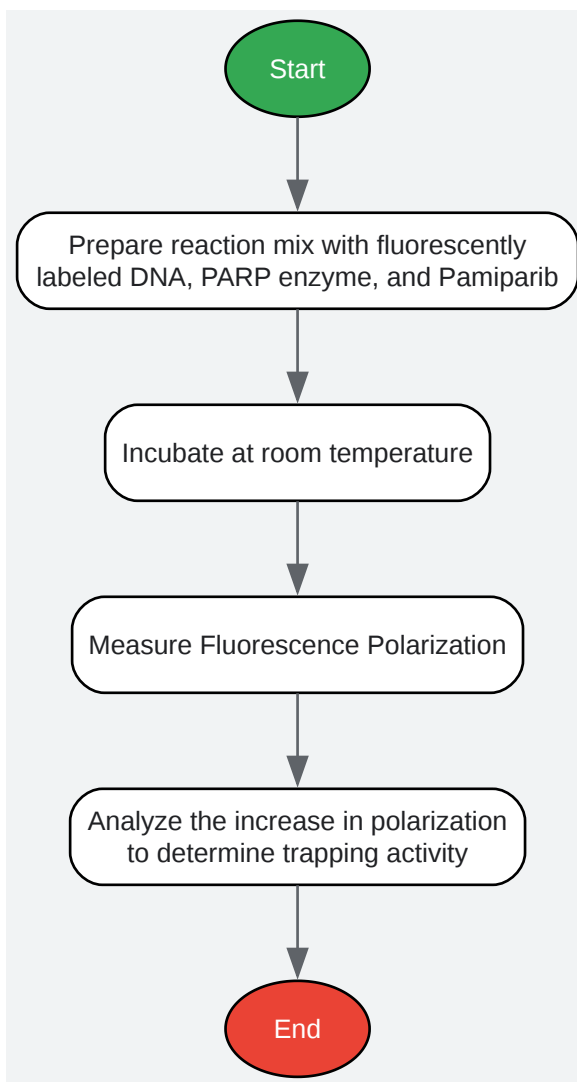 Start
Prepare reaction mix with fluorescently
labeled DNA, PARP enzyme, and Pamiparib
Incubate at room temperature
Measure Fluorescence Polarization
Analyze the increase in polarization
to determine trapping activity
End